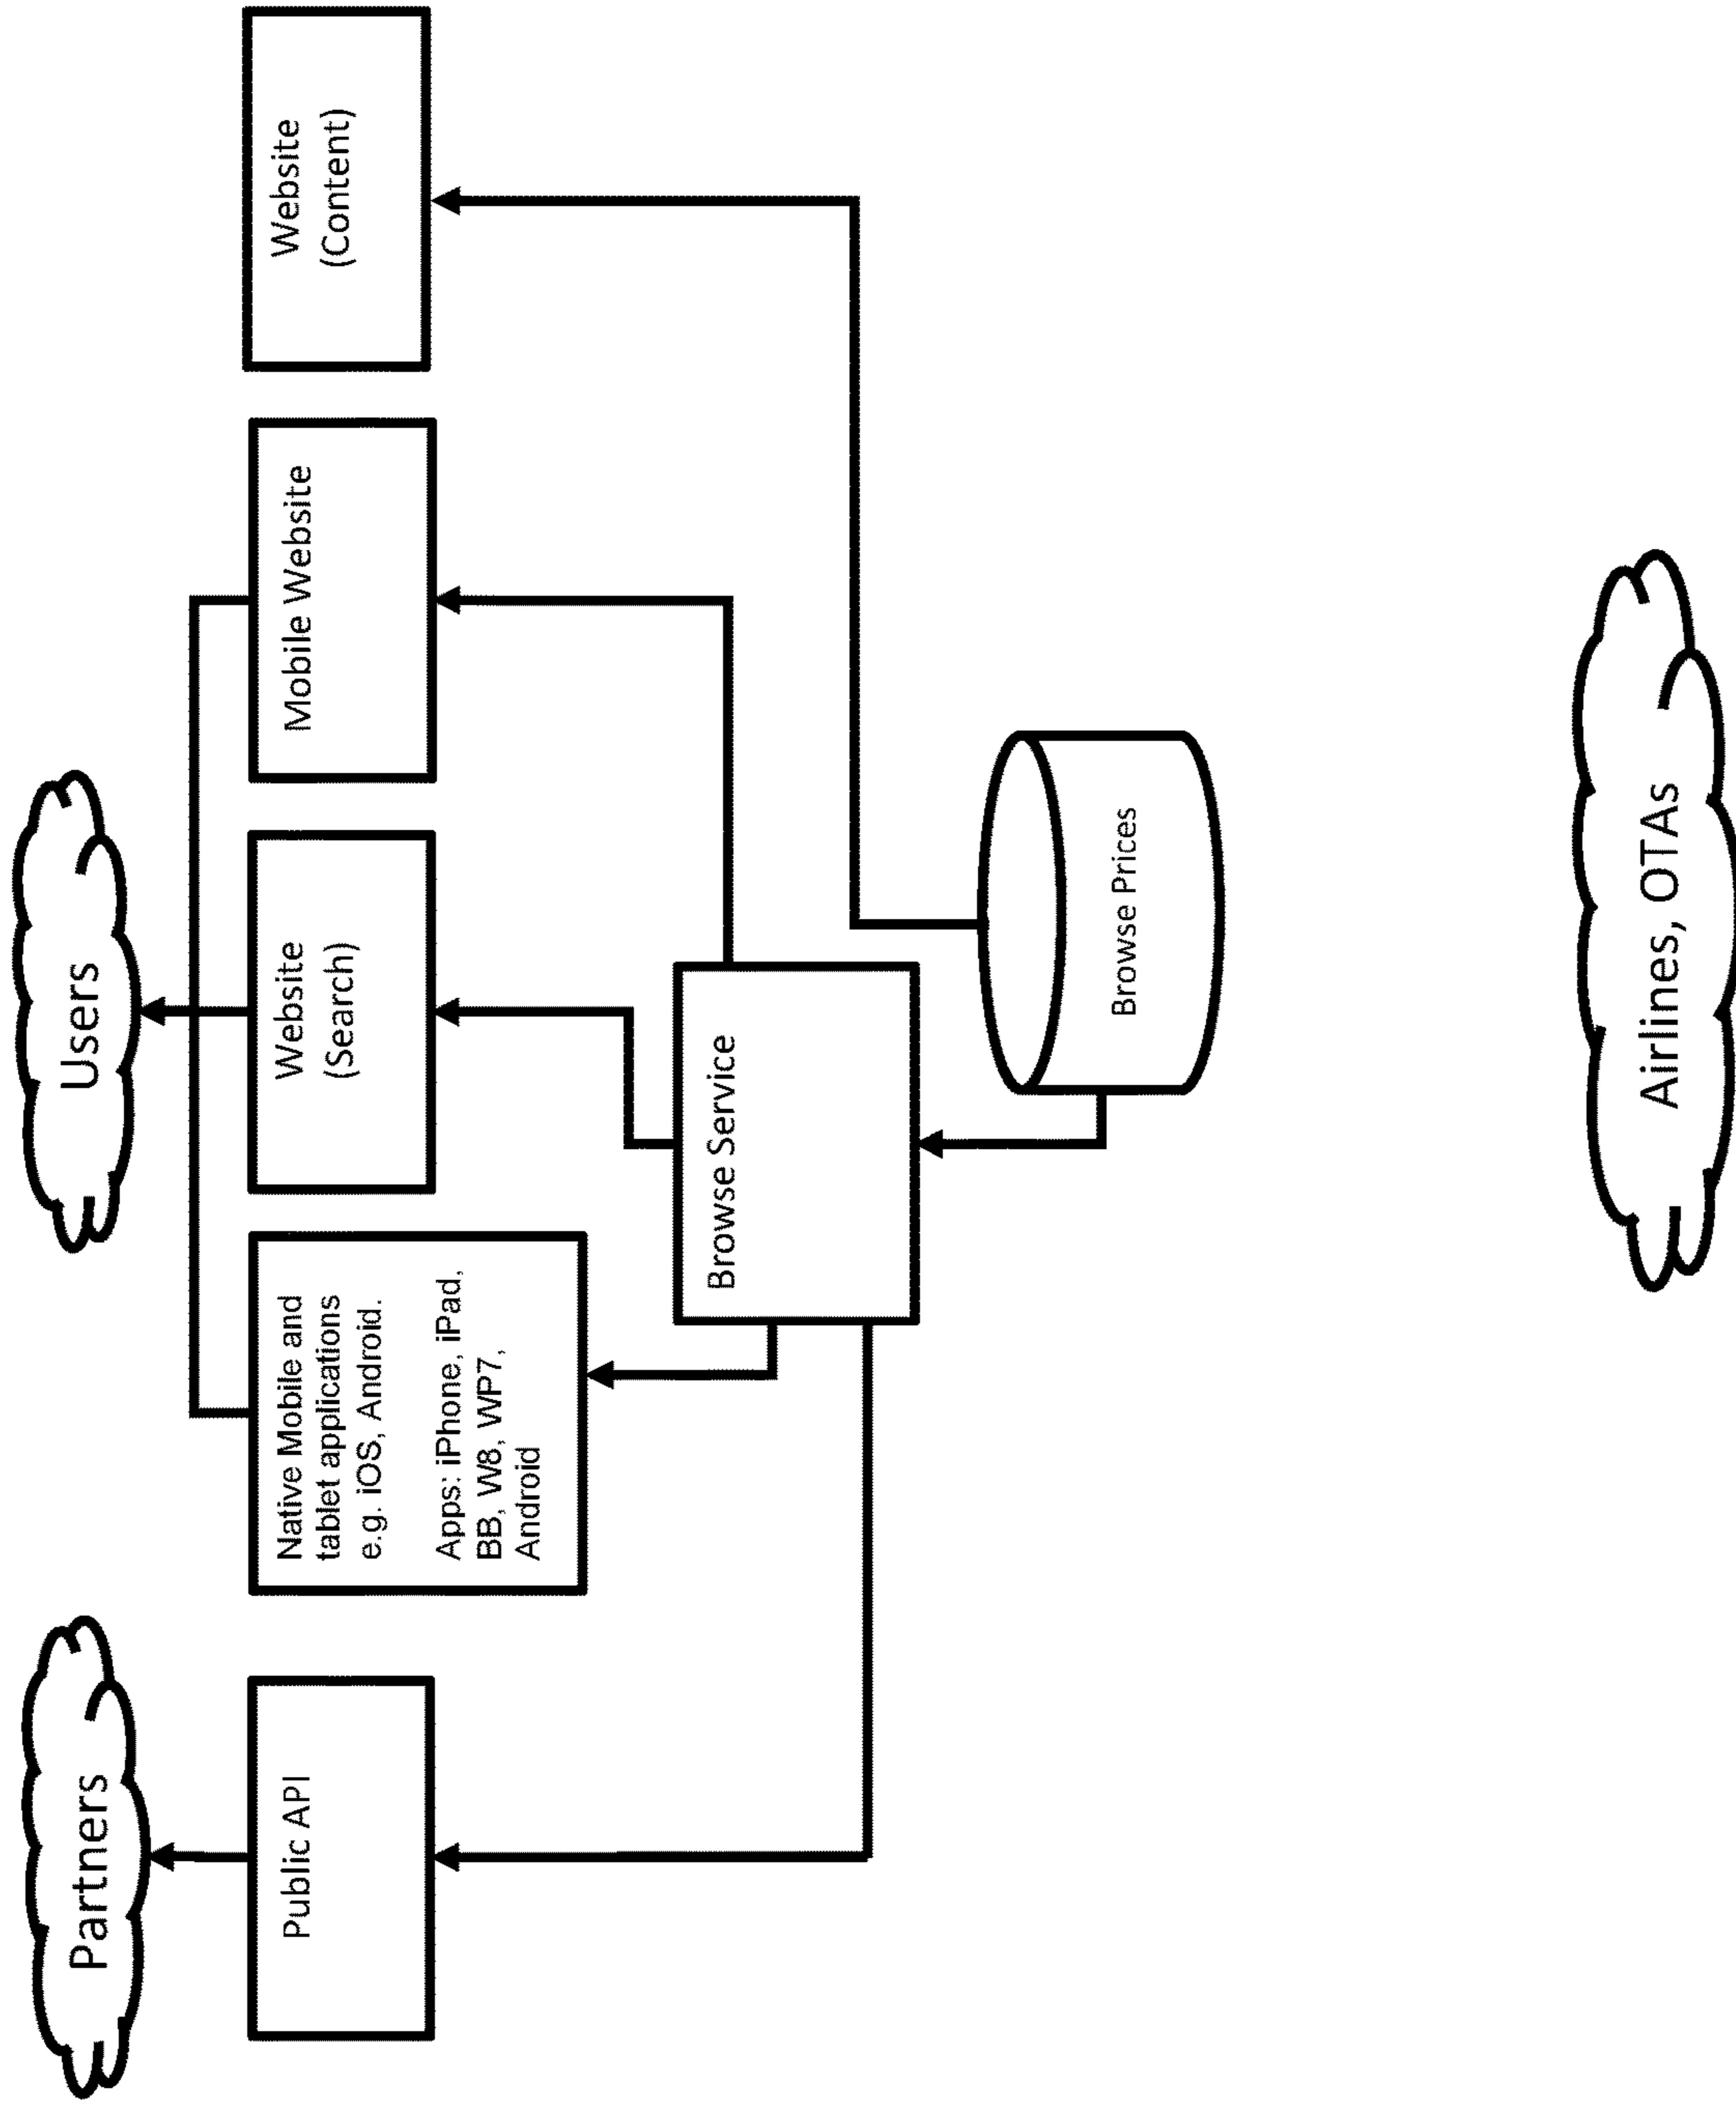 Partners
Users
Public API
Native Mobile and
tablet applications
e.g. iOS, Android.
Apps: iPhone, iPad,
BB, W8, WP7,
Android
Website
(Search)
Mobile Website
Website
(Content)
Browse Service
Browse Prices
Airlines, OTAs